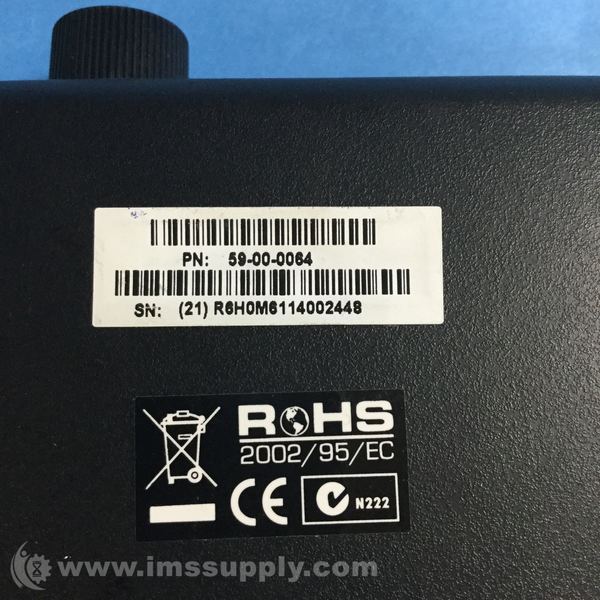 PN: 59-00-0064
SN: (21) R6H0M6114002448
ROHS
2002/95/EC
CE
N222
www.imssupply.com